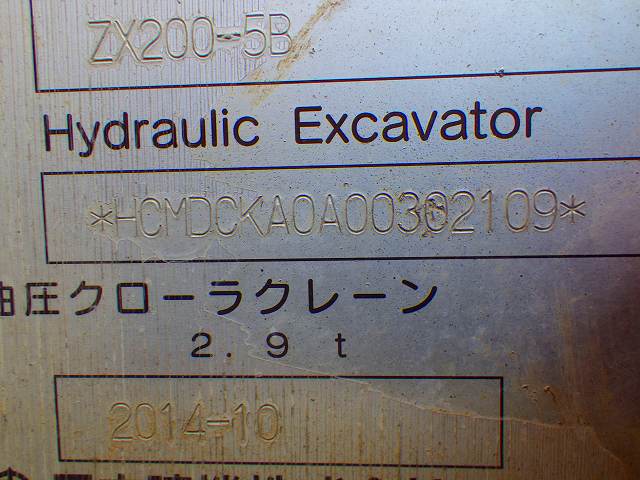 ZX200-5B
Hydraulic Excavator
*HCMDCKA0A00302109*
油圧クローラクレーン
2.9 t
2014-10